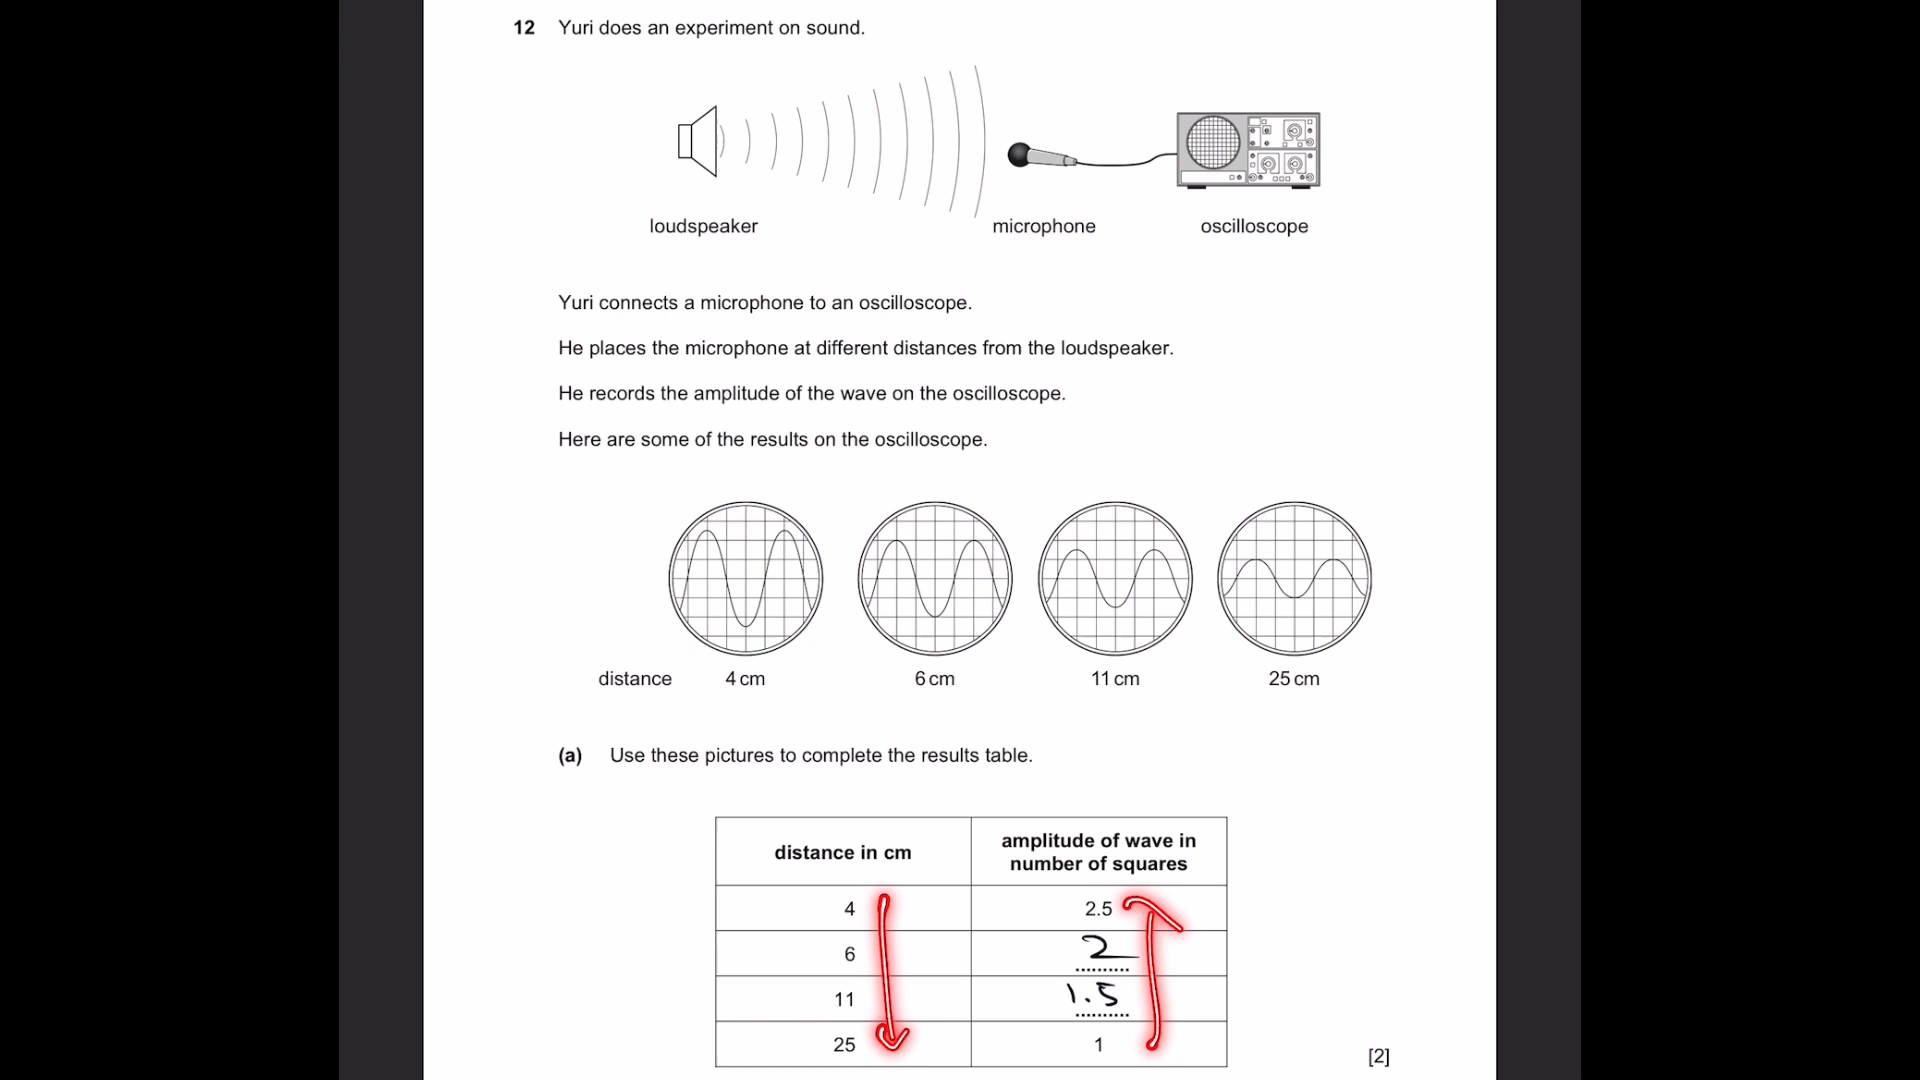 12 Yuri does an experiment on sound.
loudspeaker microphone oscilloscope
Yuri connects a microphone to an oscilloscope.
He places the microphone at different distances from the loudspeaker.
He records the amplitude of the wave on the oscilloscope.
Here are some of the results on the oscilloscope.
distance 4 cm 6 cm 11 cm 25 cm
(a) Use these pictures to complete the results table.
distance in cm
amplitude of wave in
number of squares
4 2.5
6 2
11 1.5
25 1
[2]